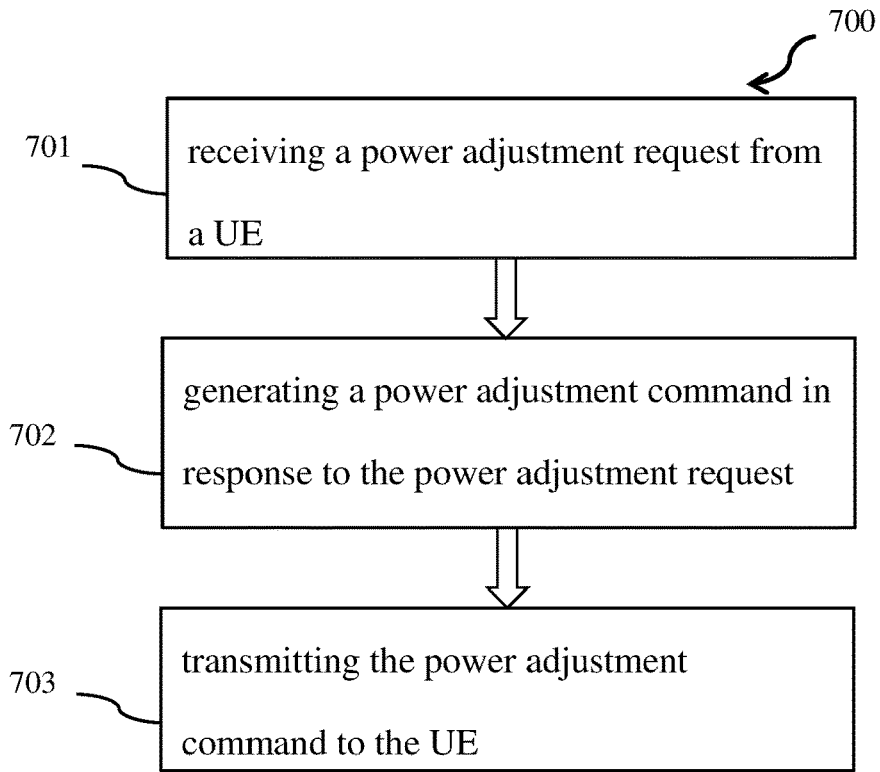 700
701
receiving a power adjustment request from
a UE
generating a power adjustment command in
702
response to the power adjustment request
transmitting the power adjustment
703
command to the UE